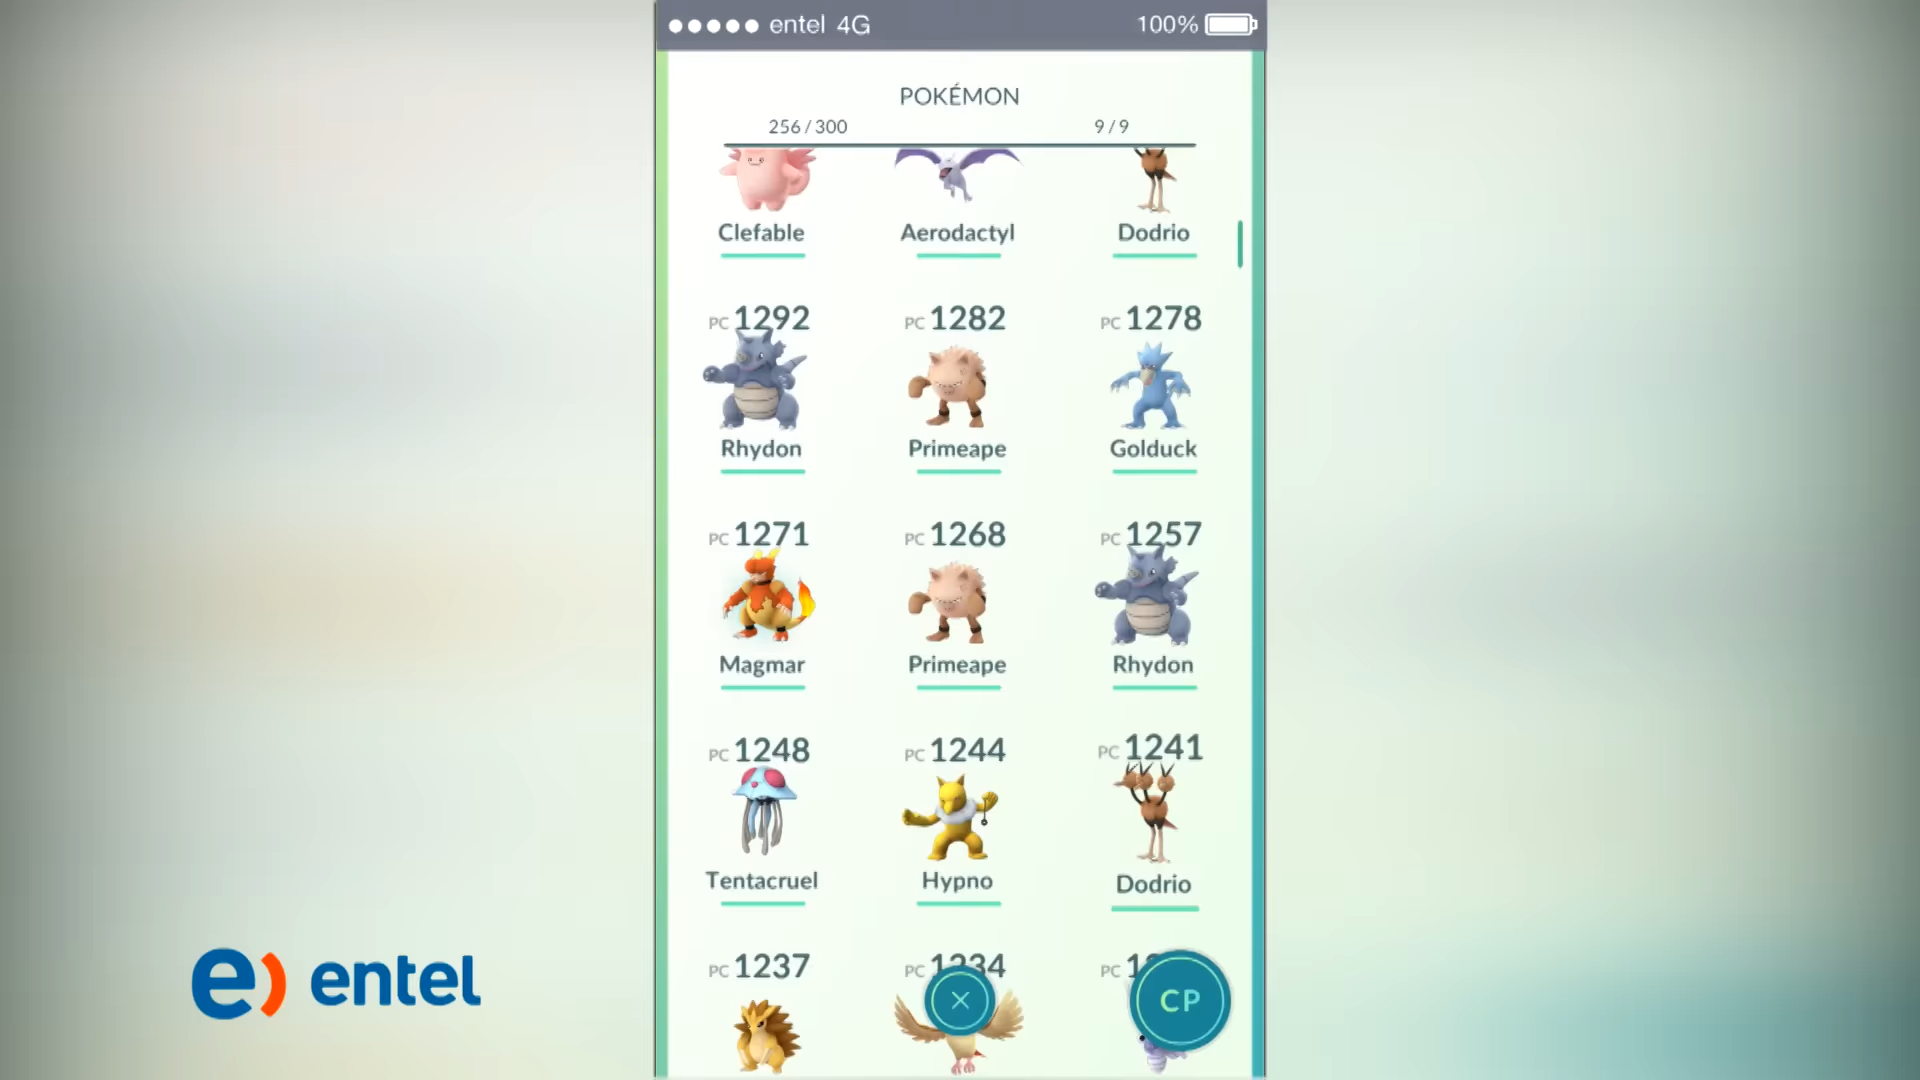 entel 4G 100%
POKÉMON
256 / 300 9 / 9
Clefable Aerodactyl Dodrio
PC 1292 PC 1282 PC 1278
Rhydon Primeape Golduck
PC 1271 PC 1268 PC 1257
Magmar Primeape Rhydon
PC 1248 PC 1244 PC 1241
Tentacruel Hypno Dodrio
PC 1237 PC 1234 PC
CP
e) entel